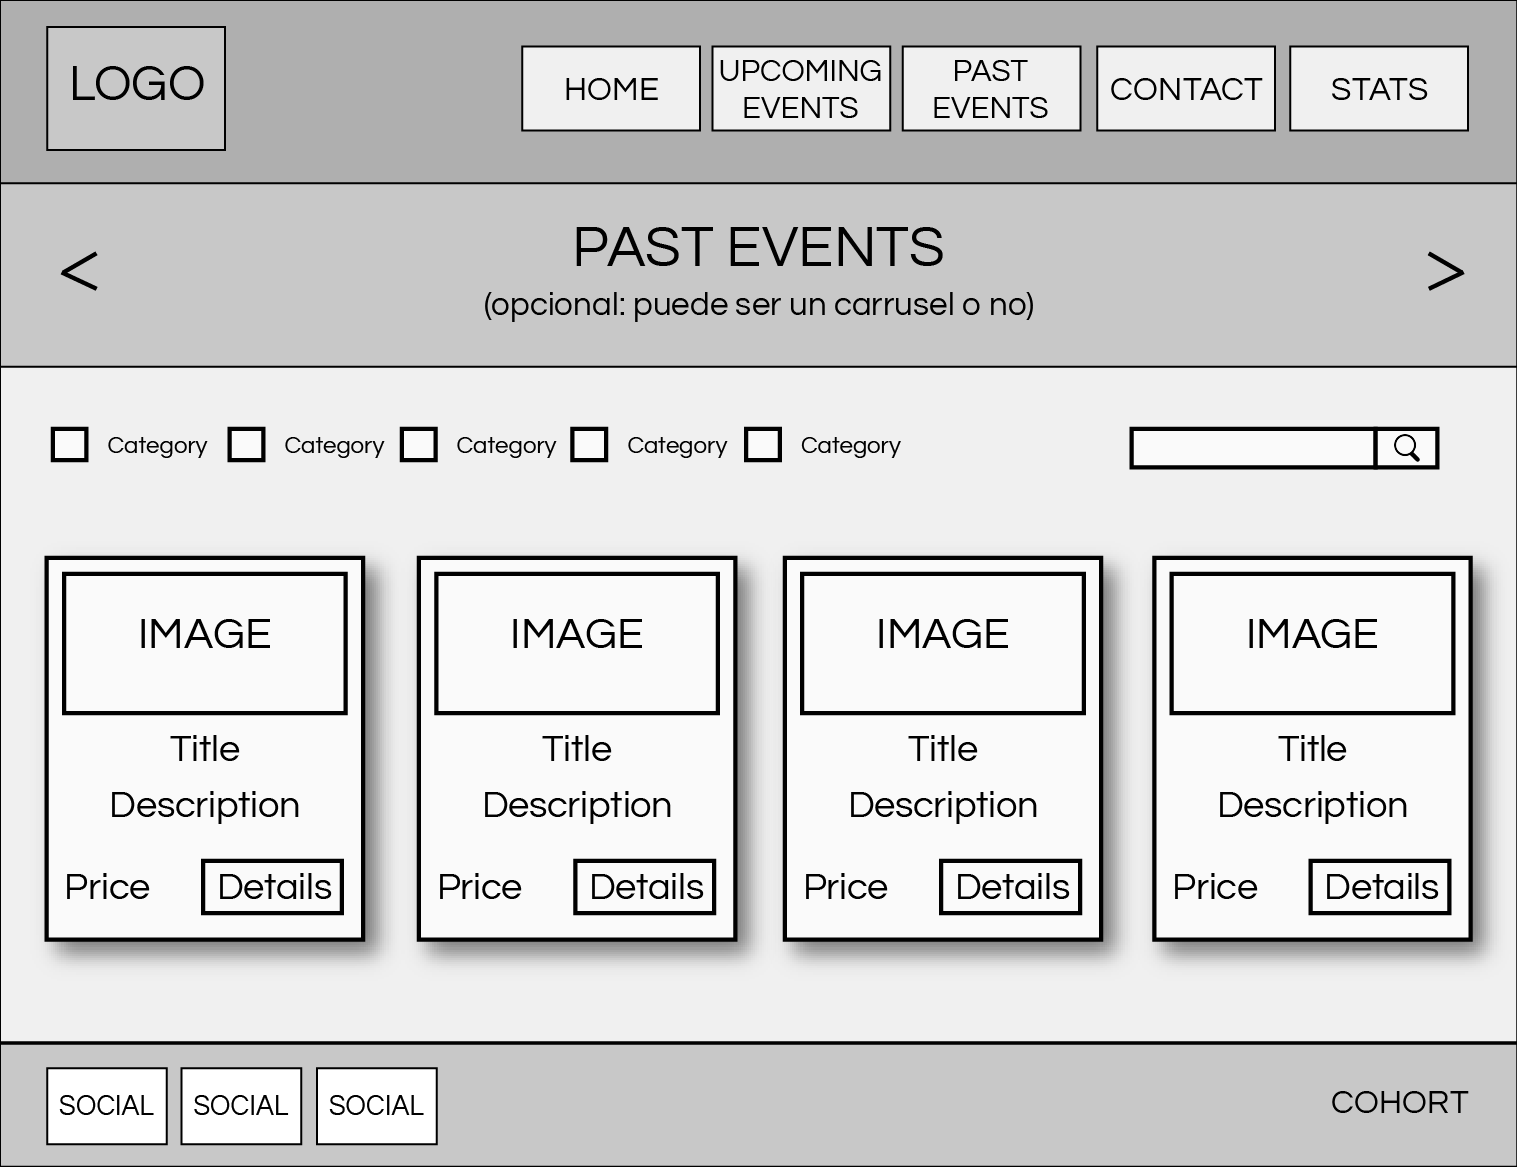 LOGO
HOME
UPCOMING
EVENTS
PAST
EVENTS
CONTACT
STATS
<
PAST EVENTS
(opcional: puede ser un carrusel o no)
>
Category
Category
Category
Category
Category
IMAGE
Title
Description
Price
Details
IMAGE
Title
Description
Price
Details
IMAGE
Title
Description
Price
Details
IMAGE
Title
Description
Price
Details
SOCIAL
SOCIAL
SOCIAL
COHORT